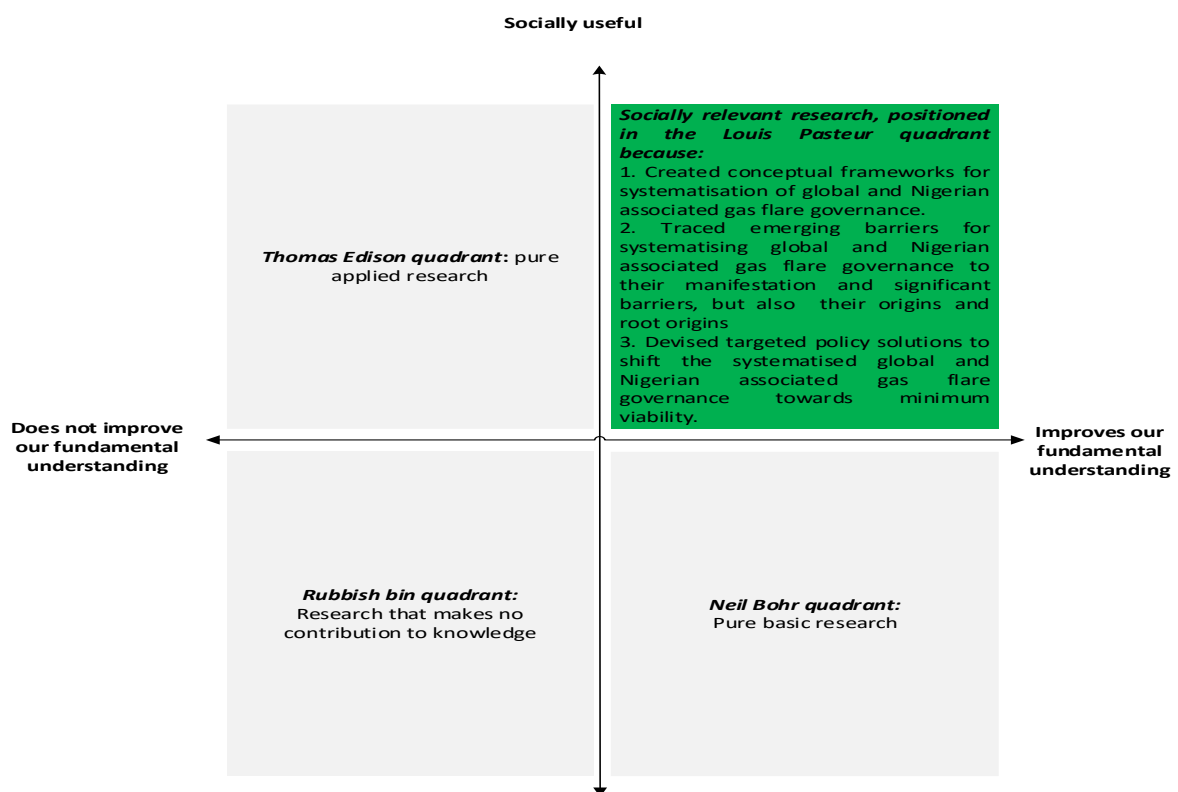 Socially useful
Socially relevant research, positioned
in the Louis Pasteur quadrant
because:
1. Created conceptual frameworks for
systematisation of global and Nigerian
associated gas flare governance.
2. Traced emerging barriers for
systematising global and Nigerian
associated gas flare governance to
their manifestation and significant
barriers, but also their origins and
root origins
3. Devised targeted policy solutions to
shift the systematised global and
Nigerian associated gas flare
governance towards minimum
viability.
Thomas Edison quadrant: pure
applied research
Does not improve
our fundamental
understanding
Improves our
fundamental
understanding
Rubbish bin quadrant:
Research that makes no
contribution to knowledge
Neil Bohr quadrant:
Pure basic research